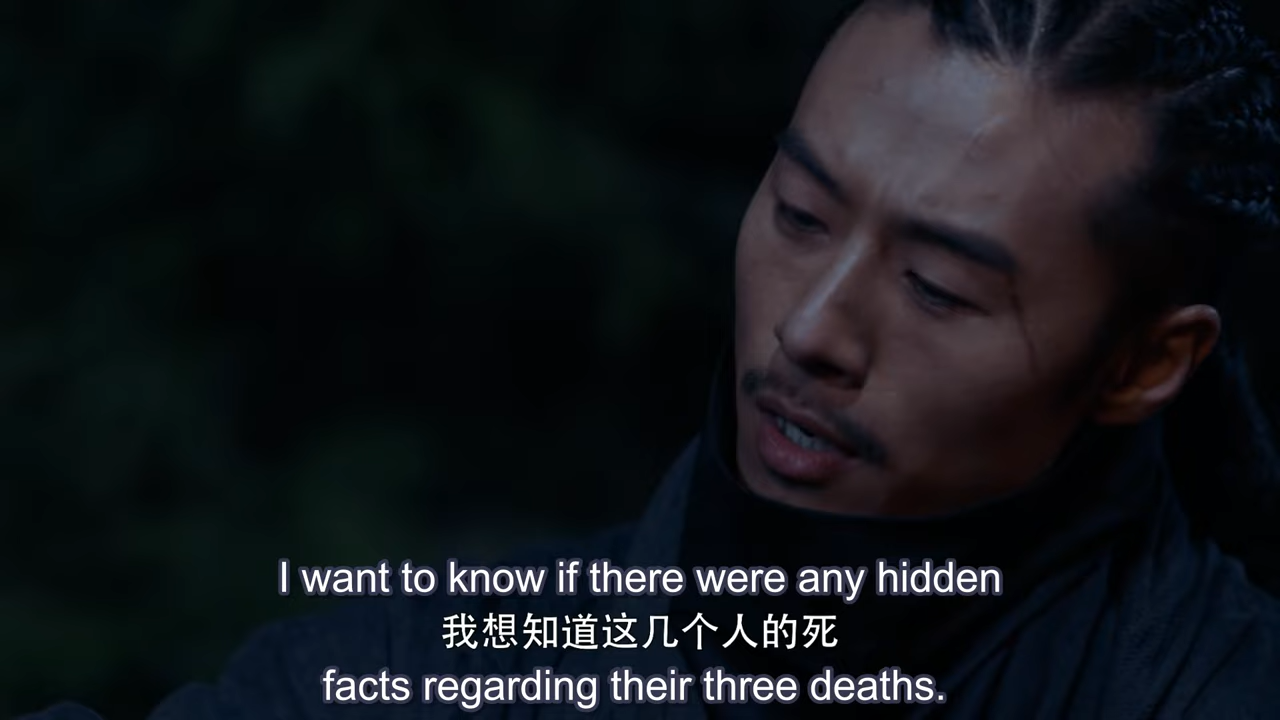 I want to know if there were any hidden
我想知道这几个人的死
facts regarding their three deaths.